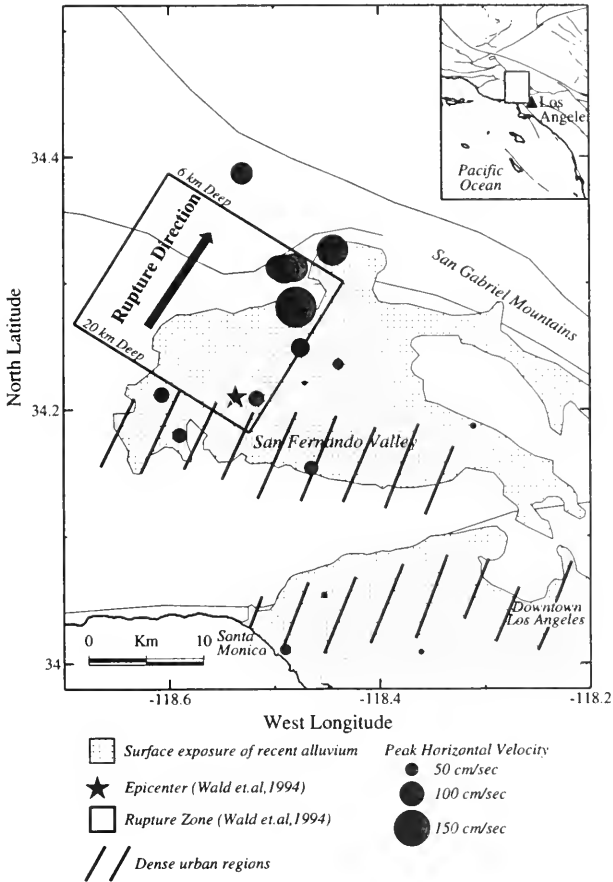 Los
Angele
Pacific
Ocean
34.4
6 km Deep
Rupture Direction
San Gabriel Mountains
20 km Deep
North Latitude
34.2
San Fernando Valley
Downtown
Los Angeles
0 Km 10
Santa
Monica
34
-118.6
-118.4
-118.2
West Longitude
Surface exposure of recent alluvium
Epicenter (Wald et.al,1994)
Rupture Zone (Wald et.al,1994)
Dense urban regions
Peak Horizontal Velocity
50 cm/sec
100 cm/sec
150 cm/sec